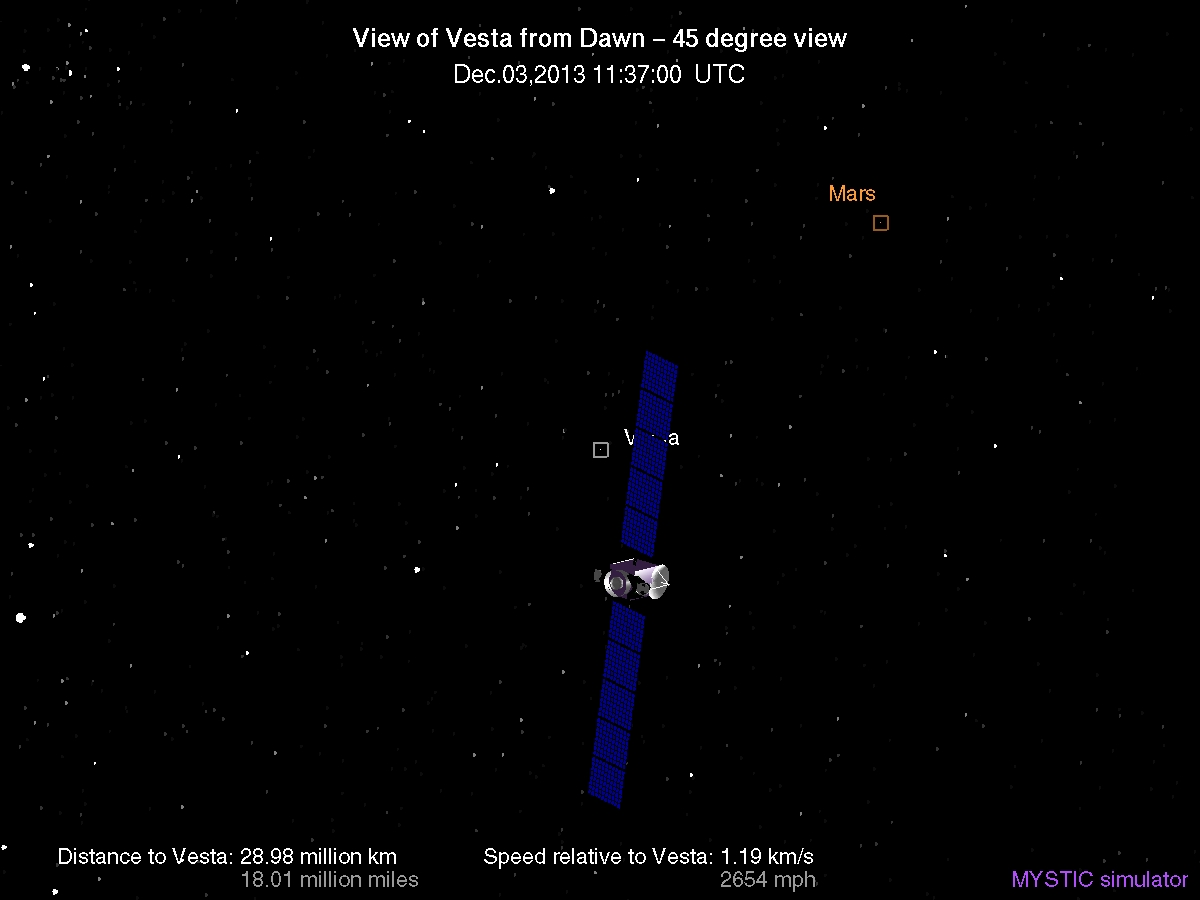 View of Vesta from Dawn – 45 degree view
Dec.03,2013 11:37:00 UTC
Mars
Distance to Vesta: 28.98 million km
18.01 million miles
Speed relative to Vesta: 1.19 km/s
2654 mph
MYSTIC simulator